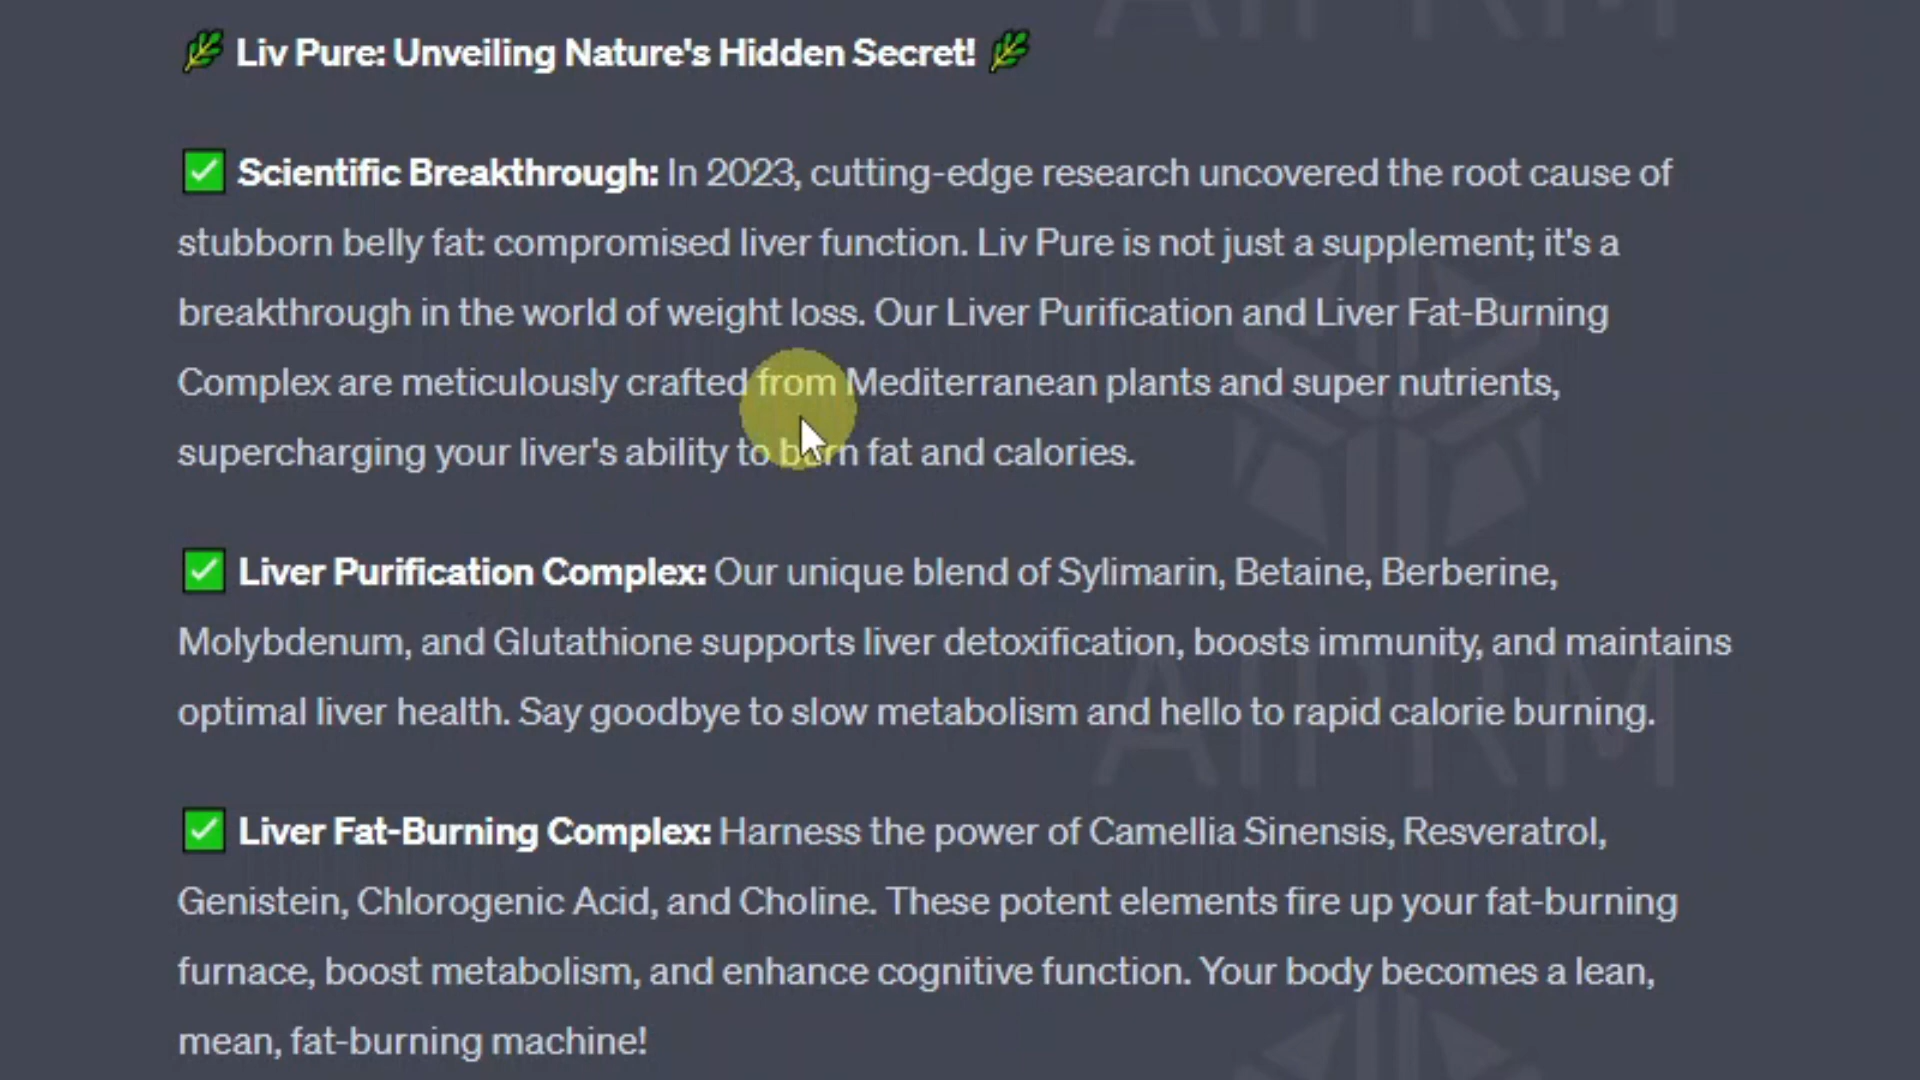 🌿 Liv Pure: Unveiling Nature's Hidden Secret! 🌿
✅ Scientific Breakthrough: In 2023, cutting-edge research uncovered the root cause of
stubborn belly fat: compromised liver function. Liv Pure is not just a supplement; it's a
breakthrough in the world of weight loss. Our Liver Purification and Liver Fat-Burning
Complex are meticulously crafted from Mediterranean plants and super nutrients,
supercharging your liver's ability to burn fat and calories.
✅ Liver Purification Complex: Our unique blend of Sylimarin, Betaine, Berberine,
Molybdenum, and Glutathione supports liver detoxification, boosts immunity, and maintains
optimal liver health. Say goodbye to slow metabolism and hello to rapid calorie burning.
AIPRM
✅ Liver Fat-Burning Complex: Harness the power of Camellia Sinensis, Resveratrol,
Genistein, Chlorogenic Acid, and Choline. These potent elements fire up your fat-burning
furnace, boost metabolism, and enhance cognitive function. Your body becomes a lean,
mean, fat-burning machine!